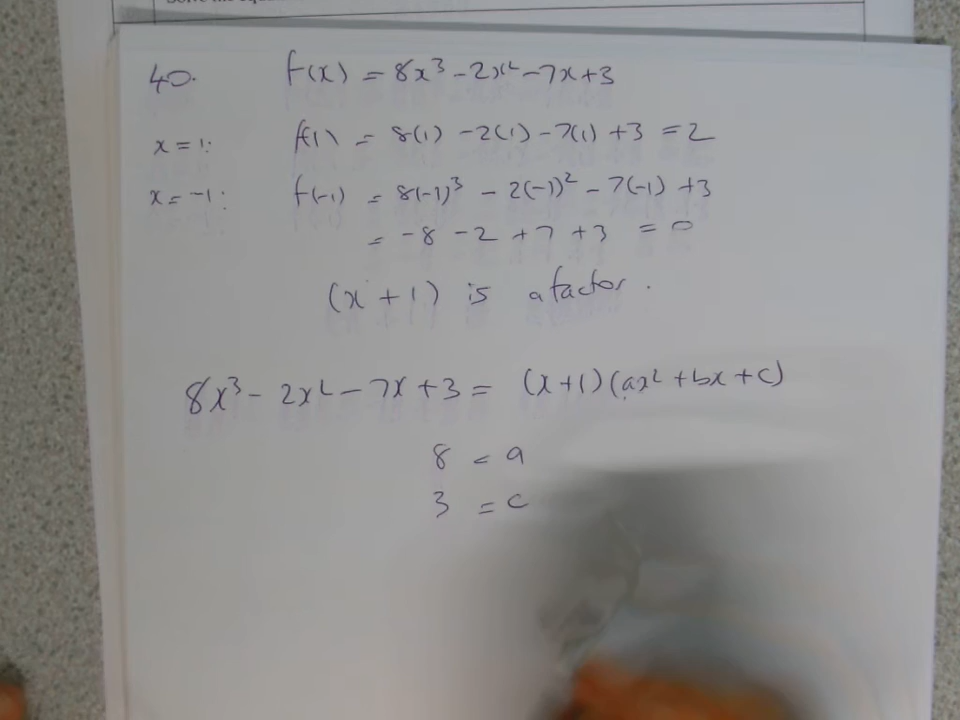 40. f(x) = 8x³ - 2x² - 7x + 3
x = 1: f(1) = 8(1) - 2(1) - 7(1) + 3 = 2
x = -1: f(-1) = 8(-1)³ - 2(-1)² - 7(-1) + 3
= -8 - 2 + 7 + 3 = 0
(x + 1) is a factor.
8x³ - 2x² - 7x + 3 = (x + 1)(ax² + bx + c)
8 = a
3 = c